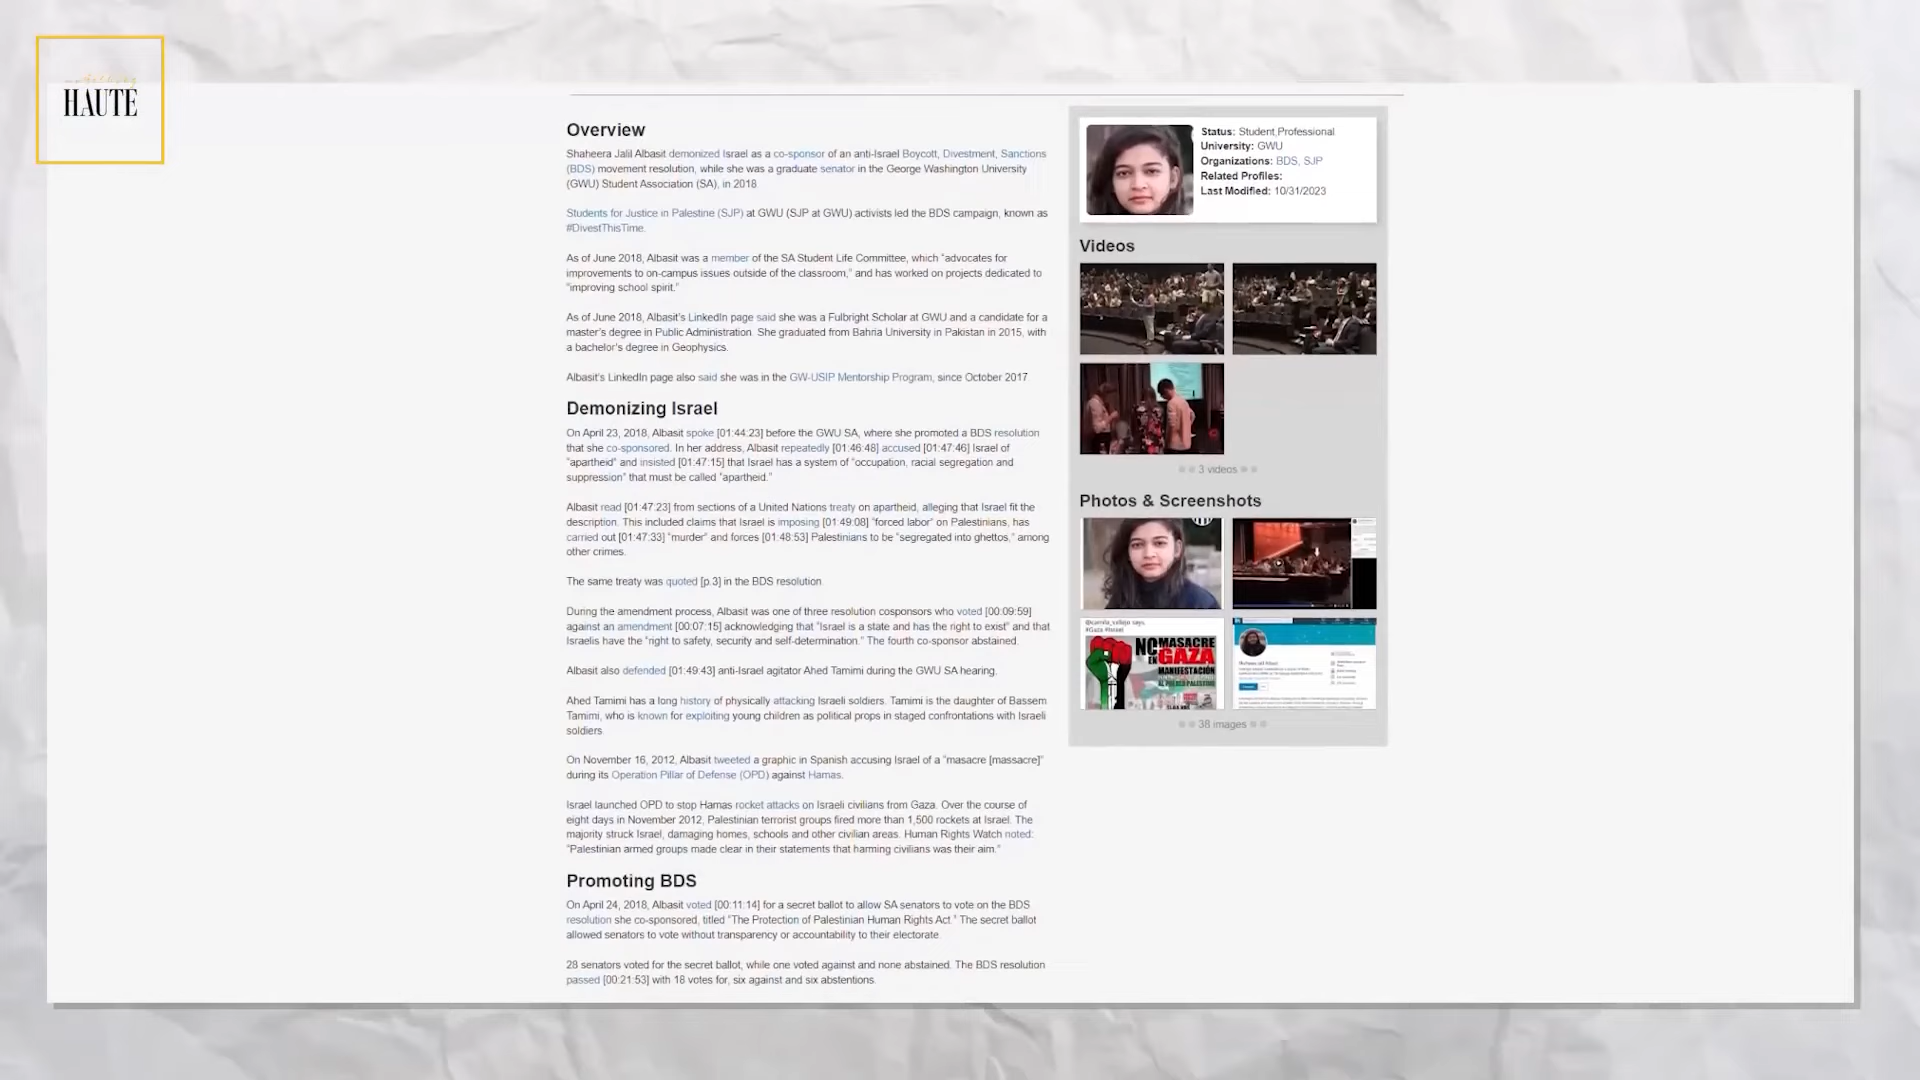 HAUTE
Overview
Shaheera Jalil Albasit demonized Israel as a co-sponsor of an anti-Israel Boycott, Divestment, Sanctions
(BDS) movement resolution, while she was a graduate senator in the George Washington University
(GWU) Student Association (SA), in 2018.
Students for Justice in Palestine (SJP) at GWU (SJP at GWU) activists led the BDS campaign, known as
#DivestThisTime.
As of June 2018, Albasit was a member of the SA Student Life Committee, which "advocates for
improvements to on-campus issues outside of the classroom," and has worked on projects dedicated to
"improving school spirit."
As of June 2018, Albasit's LinkedIn page said she was a Fulbright Scholar at GWU and a candidate for a
master's degree in Public Administration. She graduated from Bahria University in Pakistan in 2015, with
a bachelor's degree in Geophysics.
Albasit's LinkedIn page also said she was in the GW-USIP Mentorship Program, since October 2017
Demonizing Israel
On April 23, 2018, Albasit spoke [01:44:23] before the GWU SA, where she promoted a BDS resolution
that she co-sponsored. In her address, Albasit repeatedly [01:46:48] accused [01:47:46] Israel of
"apartheid" and insisted [01:47:15] that Israel has a system of "occupation, racial segregation and
suppression" that must be called "apartheid."
Albasit read [01:47:23] from sections of a United Nations treaty on apartheid, alleging that Israel fit the
description. This included claims that Israel is imposing [01:49:08] "forced labor" on Palestinians, has
carried out [01:47:33] "murder" and forces [01:48:53] Palestinians to be "segregated into ghettos," among
other crimes.
The same treaty was quoted [p.3] in the BDS resolution.
During the amendment process, Albasit was one of three resolution cosponsors who voted [00:09:59]
against an amendment [00:07:15] acknowledging that "Israel is a state and has the right to exist" and that
Israelis have the "right to safety, security and self-determination." The fourth co-sponsor abstained.
Albasit also defended [01:49:43] anti-Israel agitator Ahed Tamimi during the GWU SA hearing.
Ahed Tamimi has a long history of physically attacking Israeli soldiers. Tamimi is the daughter of Bassem
Tamimi, who is known for exploiting young children as political props in staged confrontations with Israeli
soldiers.
On November 16, 2012, Albasit tweeted a graphic in Spanish accusing Israel of a "masacre [massacre]"
during its Operation Pillar of Defense (OPD) against Hamas.
Israel launched OPD to stop Hamas rocket attacks on Israeli civilians from Gaza. Over the course of
eight days in November 2012, Palestinian terrorist groups fired more than 1,500 rockets at Israel. The
majority struck Israel, damaging homes, schools and other civilian areas. Human Rights Watch noted:
"Palestinian armed groups made clear in their statements that harming civilians was their aim."
Promoting BDS
On April 24, 2018, Albasit voted [00:11:14] for a secret ballot to allow SA senators to vote on the BDS
resolution she co-sponsored, titled "The Protection of Palestinian Human Rights Act." The secret ballot
allowed senators to vote without transparency or accountability to their electorate.
28 senators voted for the secret ballot, while one voted against and none abstained. The BDS resolution
passed [00:21:53] with 18 votes for, six against and six abstentions.
Status: Student,Professional
University: GWU
Organizations: BDS, SJP
Related Profiles:
Last Modified: 10/31/2023
Videos
3 videos
Photos & Screenshots
@camila_vallejo says,
#Gaza #Israel
NO MASACRE
EN GAZA
MANIFESTACIÓN
38 images